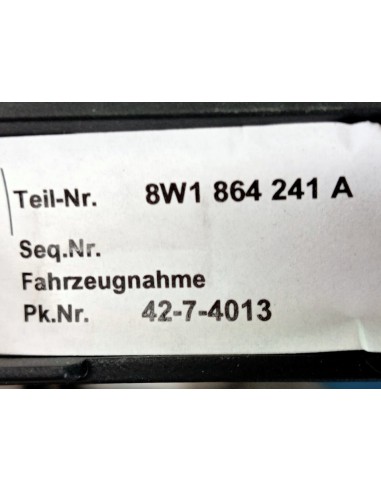 Teil-Nr. 8W1 864 241 A
Seq.Nr.
Fahrzeugnahme
Pk.Nr. 42-7-4013